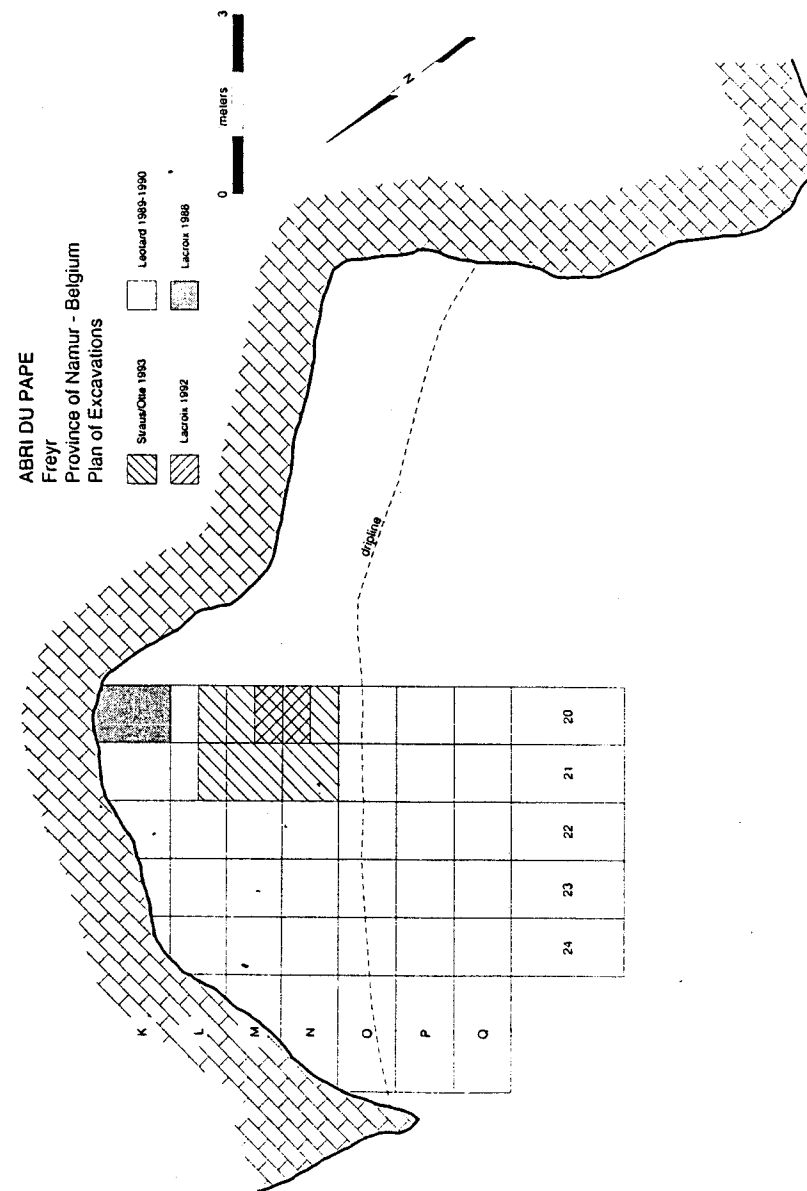 ABRI DU PAPE
Freyr
Province of Namur - Belgium
Plan of Excavations
Straus/Otte 1993
Leotard 1989-1990
Lacroix 1992
Lacroix 1988
0 meters 3
N
dripline
K
L
M
N
O
P
Q
24 23 22 21 20